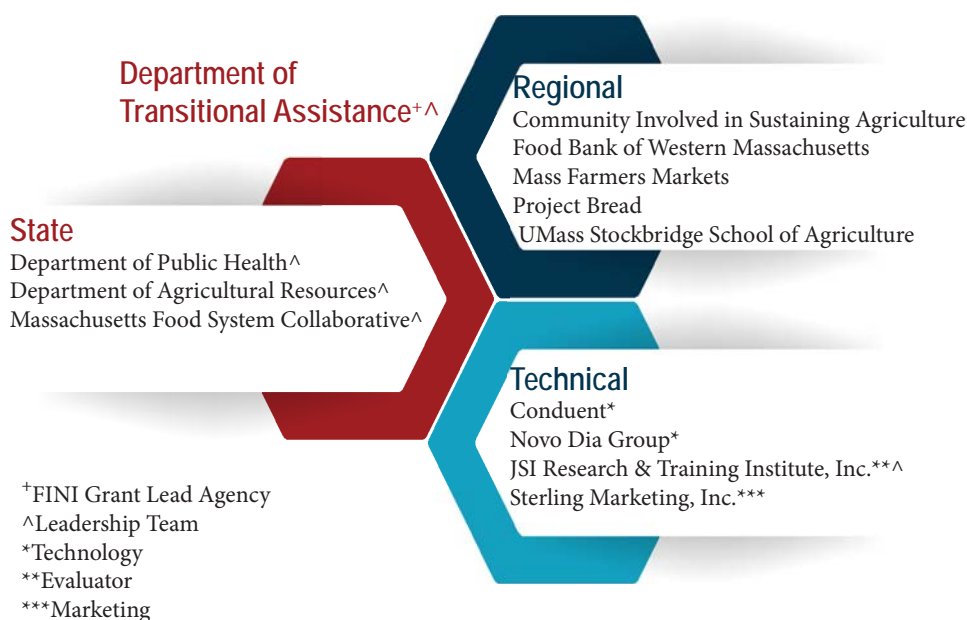 Department of
Transitional Assistance⁺^
Regional
Community Involved in Sustaining Agriculture
Food Bank of Western Massachusetts
Mass Farmers Markets
Project Bread
UMass Stockbridge School of Agriculture
State
Department of Public Health^
Department of Agricultural Resources^
Massachusetts Food System Collaborative^
Technical
Conduent*
Novo Dia Group*
JSI Research & Training Institute, Inc.**^
Sterling Marketing, Inc.***
⁺FINI Grant Lead Agency
^Leadership Team
*Technology
**Evaluator
***Marketing